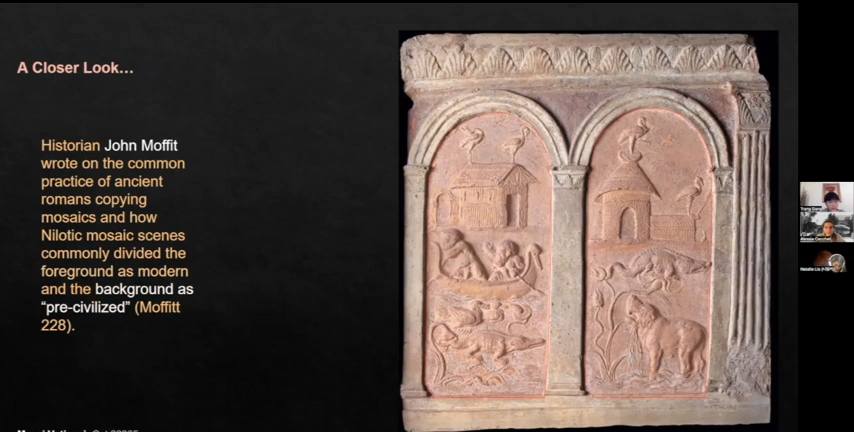 A Closer Look…
Historian John Moffit
wrote on the common
practice of ancient
romans copying
mosaics and how
Nilotic mosaic scenes
commonly divided the
foreground as modern
and the background as
“pre-civilized” (Moffitt
228).